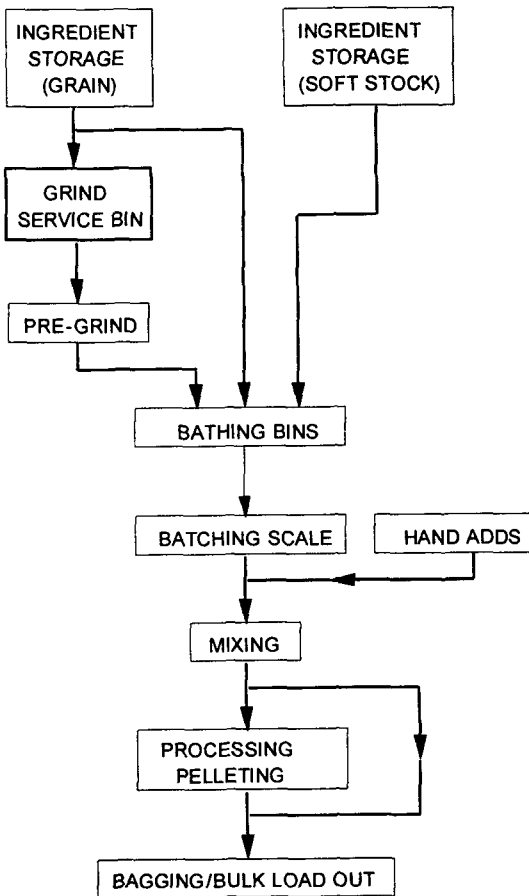 INGREDIENT
STORAGE
(GRAIN)
INGREDIENT
STORAGE
(SOFT STOCK)
GRIND
SERVICE BIN
PRE-GRIND
BATHING BINS
BATCHING SCALE
HAND ADDS
MIXING
PROCESSING
PELLETING
BAGGING/BULK LOAD OUT